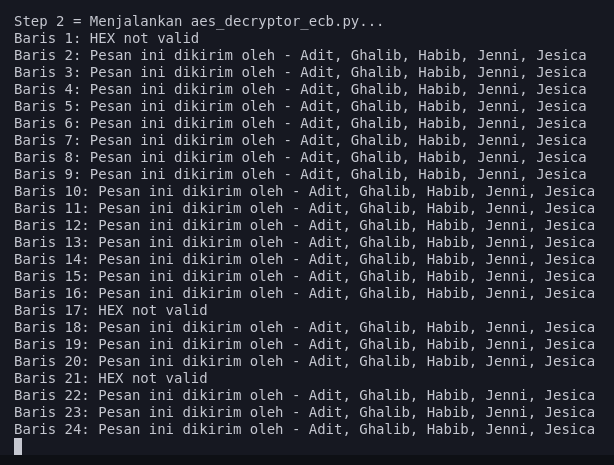 Step 2 = Menjalankan aes_decryptor_ecb.py...
Baris 1: HEX not valid
Baris 2: Pesan ini dikirim oleh - Adit, Ghalib, Habib, Jenni, Jesica
Baris 3: Pesan ini dikirim oleh - Adit, Ghalib, Habib, Jenni, Jesica
Baris 4: Pesan ini dikirim oleh - Adit, Ghalib, Habib, Jenni, Jesica
Baris 5: Pesan ini dikirim oleh - Adit, Ghalib, Habib, Jenni, Jesica
Baris 6: Pesan ini dikirim oleh - Adit, Ghalib, Habib, Jenni, Jesica
Baris 7: Pesan ini dikirim oleh - Adit, Ghalib, Habib, Jenni, Jesica
Baris 8: Pesan ini dikirim oleh - Adit, Ghalib, Habib, Jenni, Jesica
Baris 9: Pesan ini dikirim oleh - Adit, Ghalib, Habib, Jenni, Jesica
Baris 10: Pesan ini dikirim oleh - Adit, Ghalib, Habib, Jenni, Jesica
Baris 11: Pesan ini dikirim oleh - Adit, Ghalib, Habib, Jenni, Jesica
Baris 12: Pesan ini dikirim oleh - Adit, Ghalib, Habib, Jenni, Jesica
Baris 13: Pesan ini dikirim oleh - Adit, Ghalib, Habib, Jenni, Jesica
Baris 14: Pesan ini dikirim oleh - Adit, Ghalib, Habib, Jenni, Jesica
Baris 15: Pesan ini dikirim oleh - Adit, Ghalib, Habib, Jenni, Jesica
Baris 16: Pesan ini dikirim oleh - Adit, Ghalib, Habib, Jenni, Jesica
Baris 17: HEX not valid
Baris 18: Pesan ini dikirim oleh - Adit, Ghalib, Habib, Jenni, Jesica
Baris 19: Pesan ini dikirim oleh - Adit, Ghalib, Habib, Jenni, Jesica
Baris 20: Pesan ini dikirim oleh - Adit, Ghalib, Habib, Jenni, Jesica
Baris 21: HEX not valid
Baris 22: Pesan ini dikirim oleh - Adit, Ghalib, Habib, Jenni, Jesica
Baris 23: Pesan ini dikirim oleh - Adit, Ghalib, Habib, Jenni, Jesica
Baris 24: Pesan ini dikirim oleh - Adit, Ghalib, Habib, Jenni, Jesica